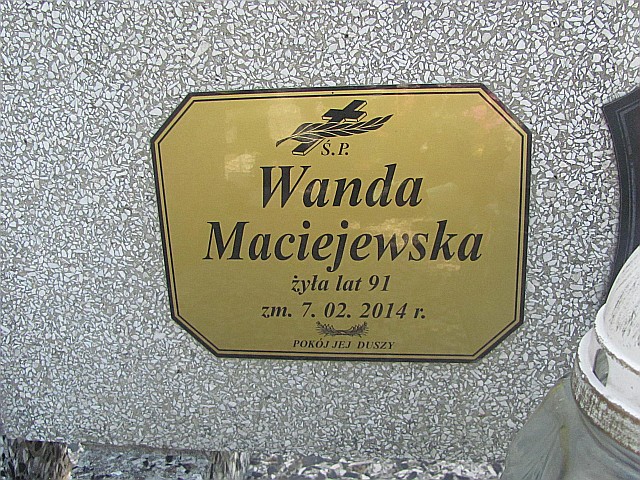 Ś.P.
Wanda
Maciejewska
żyła lat 91
zm. 7. 02. 2014 r.
POKÓJ JEJ DUSZY